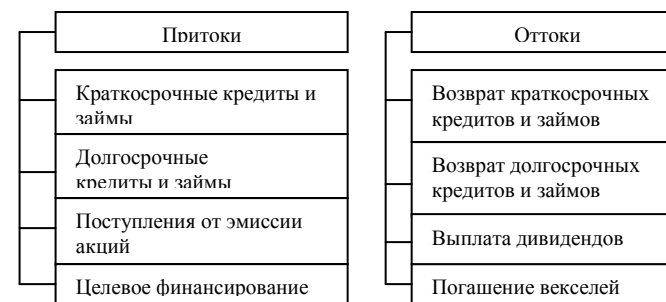 Притоки
Краткосрочные кредиты и
займы
Долгосрочные
кредиты и займы
Поступления от эмиссии
акций
Целевое финансирование
Оттоки
Возврат краткосрочных
кредитов и займов
Возврат долгосрочных
кредитов и займов
Выплата дивидендов
Погашение векселей